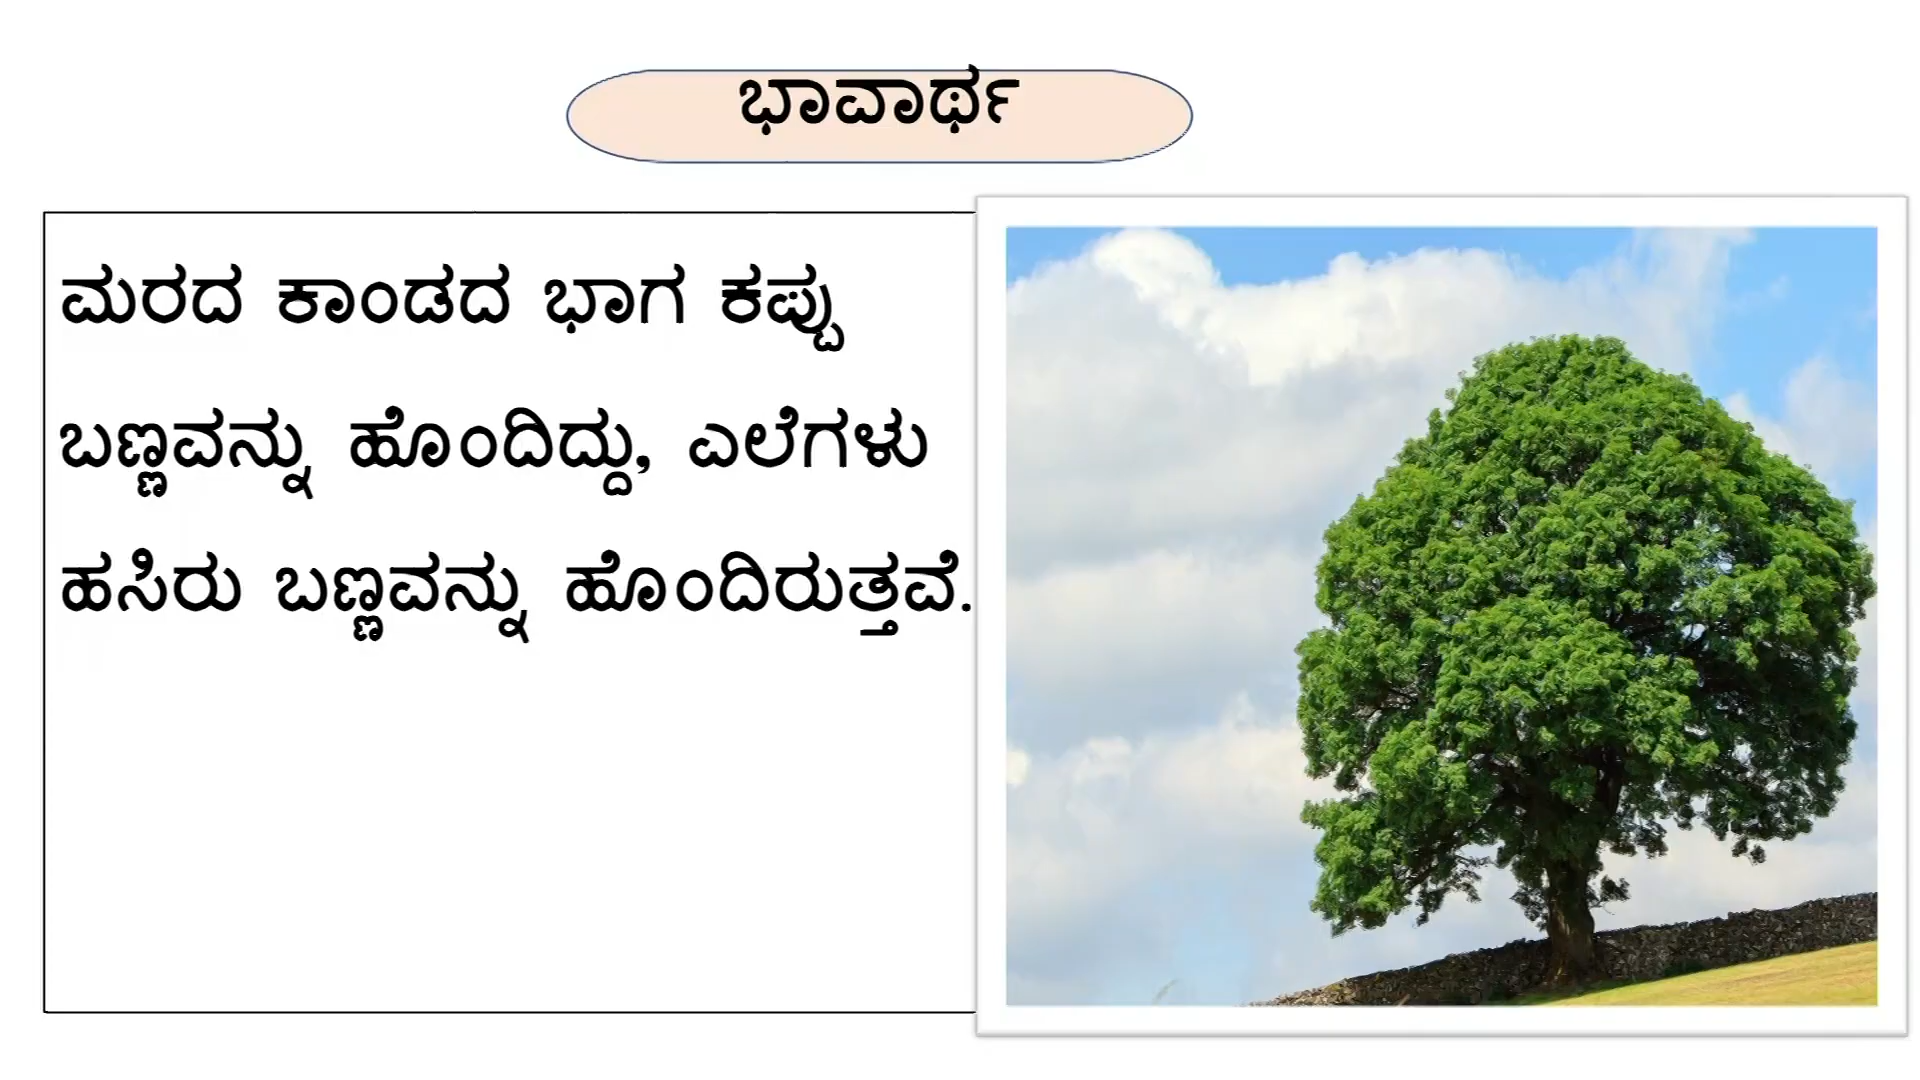 ಭಾವಾರ್ಥ
ಮರದ ಕಾಂಡದ ಭಾಗ ಕಪ್ಪು
ಬಣ್ಣವನ್ನು ಹೊಂದಿದ್ದು, ಎಲೆಗಳು
ಹಸಿರು ಬಣ್ಣವನ್ನು ಹೊಂದಿರುತ್ತವೆ.